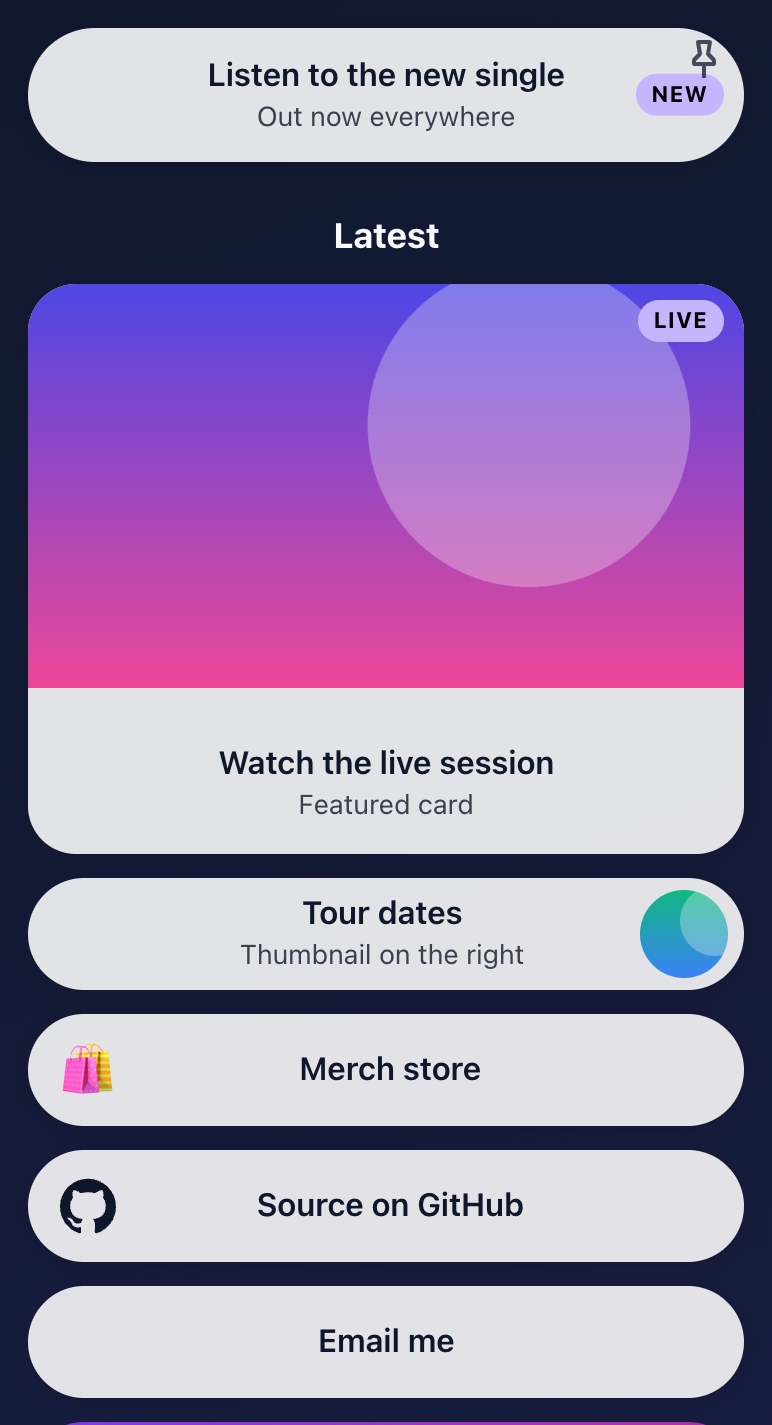 Listen to the new single
Out now everywhere
NEW
Latest
LIVE
Watch the live session
Featured card
Tour dates
Thumbnail on the right
Merch store
Source on GitHub
Email me